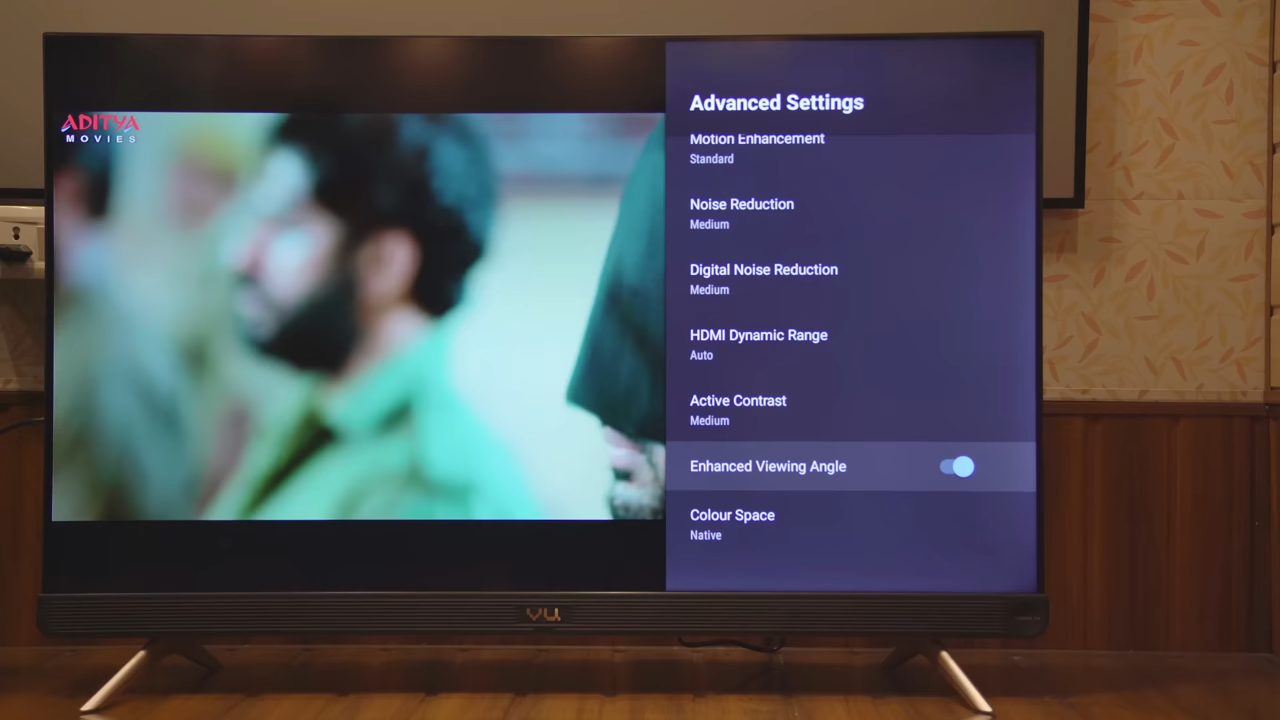 ADITYA
MOVIES
Advanced Settings
Motion Enhancement
Standard
Noise Reduction
Medium
Digital Noise Reduction
Medium
HDMI Dynamic Range
Auto
Active Contrast
Medium
Enhanced Viewing Angle
Colour Space
Native
VU